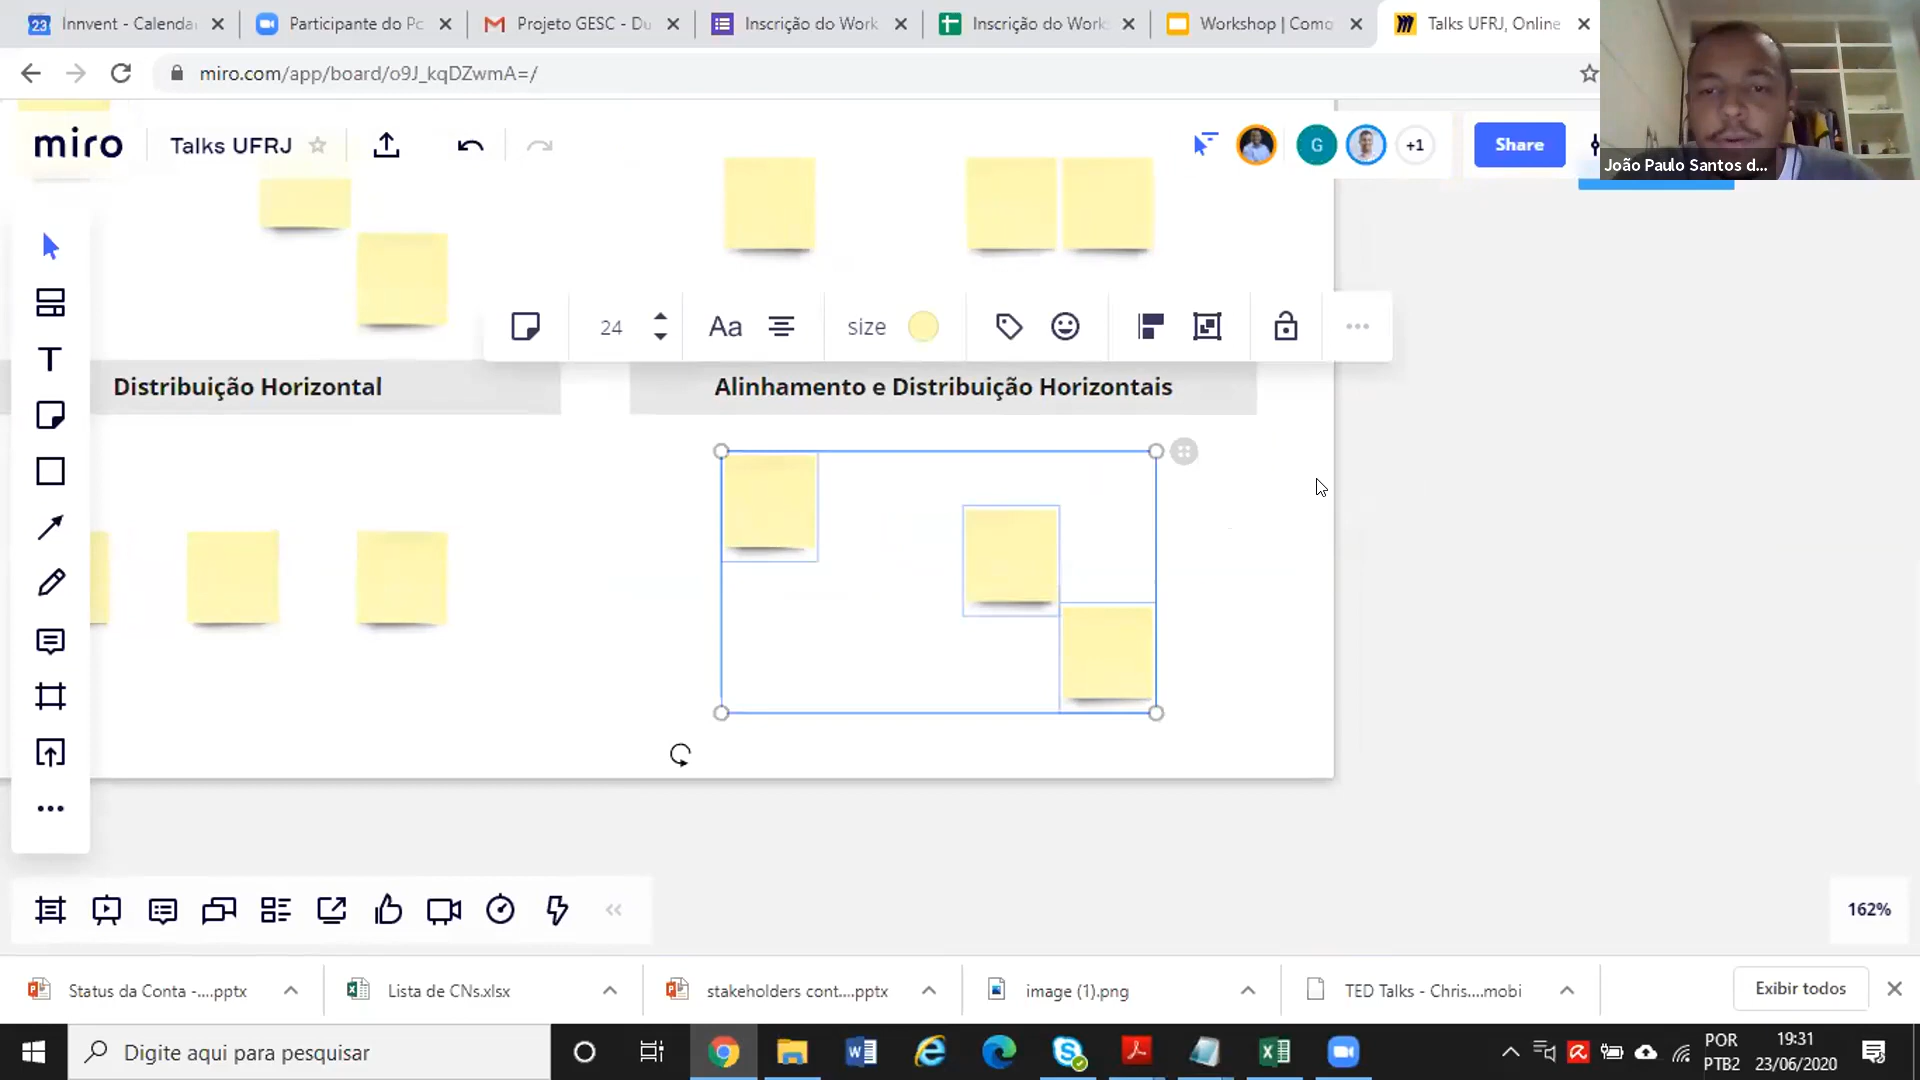 23
Innvent - Calenda
Participante do Po
Projeto GESC - Du
Inscrição do Work
Inscrição do Work
Workshop | Como
Talks UFRJ, Online
miro.com/app/board/o9J_kqDZwmA=/
miro
Talks UFRJ
G
+1
Share
João Paulo Santos d...
24
Aa
size
Distribuição Horizontal
Alinhamento e Distribuição Horizontais
T
162%
Status da Conta -....pptx
Lista de CNs.xlsx
stakeholders cont....pptx
image (1).png
TED Talks - Chris....mobi
Exibir todos
Digite aqui para pesquisar
POR
PTB2
19:31
23/06/2020